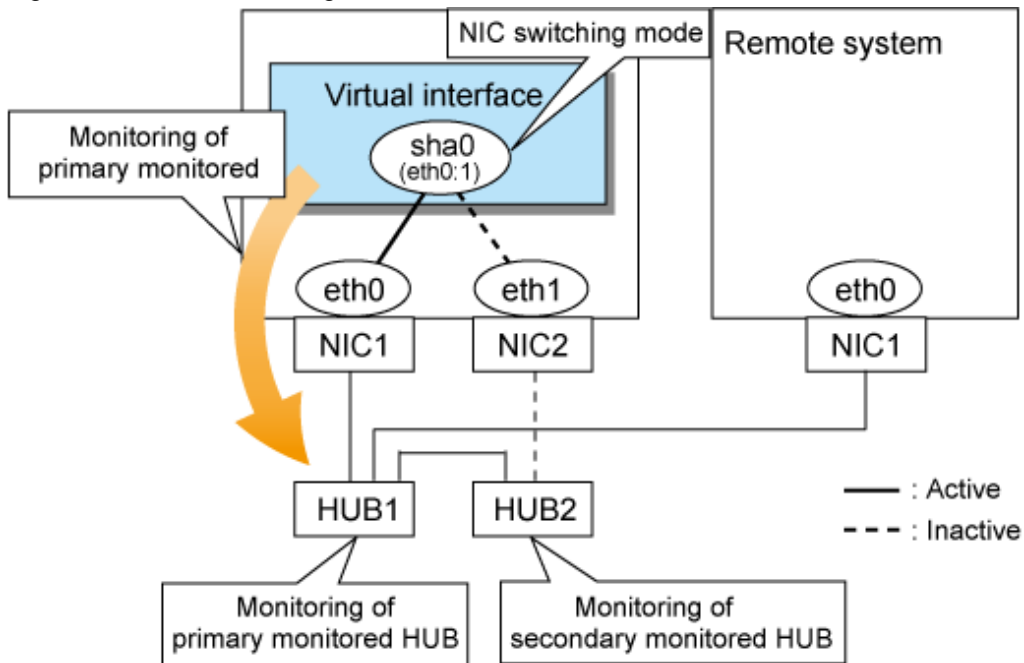 NIC switching mode
Remote system
Virtual interface
sha0
(eth0:1)
Monitoring of
primary monitored
eth0
eth1
eth0
NIC1
NIC2
NIC1
HUB1
HUB2
: Active
: Inactive
Monitoring of
primary monitored HUB
Monitoring of
secondary monitored HUB